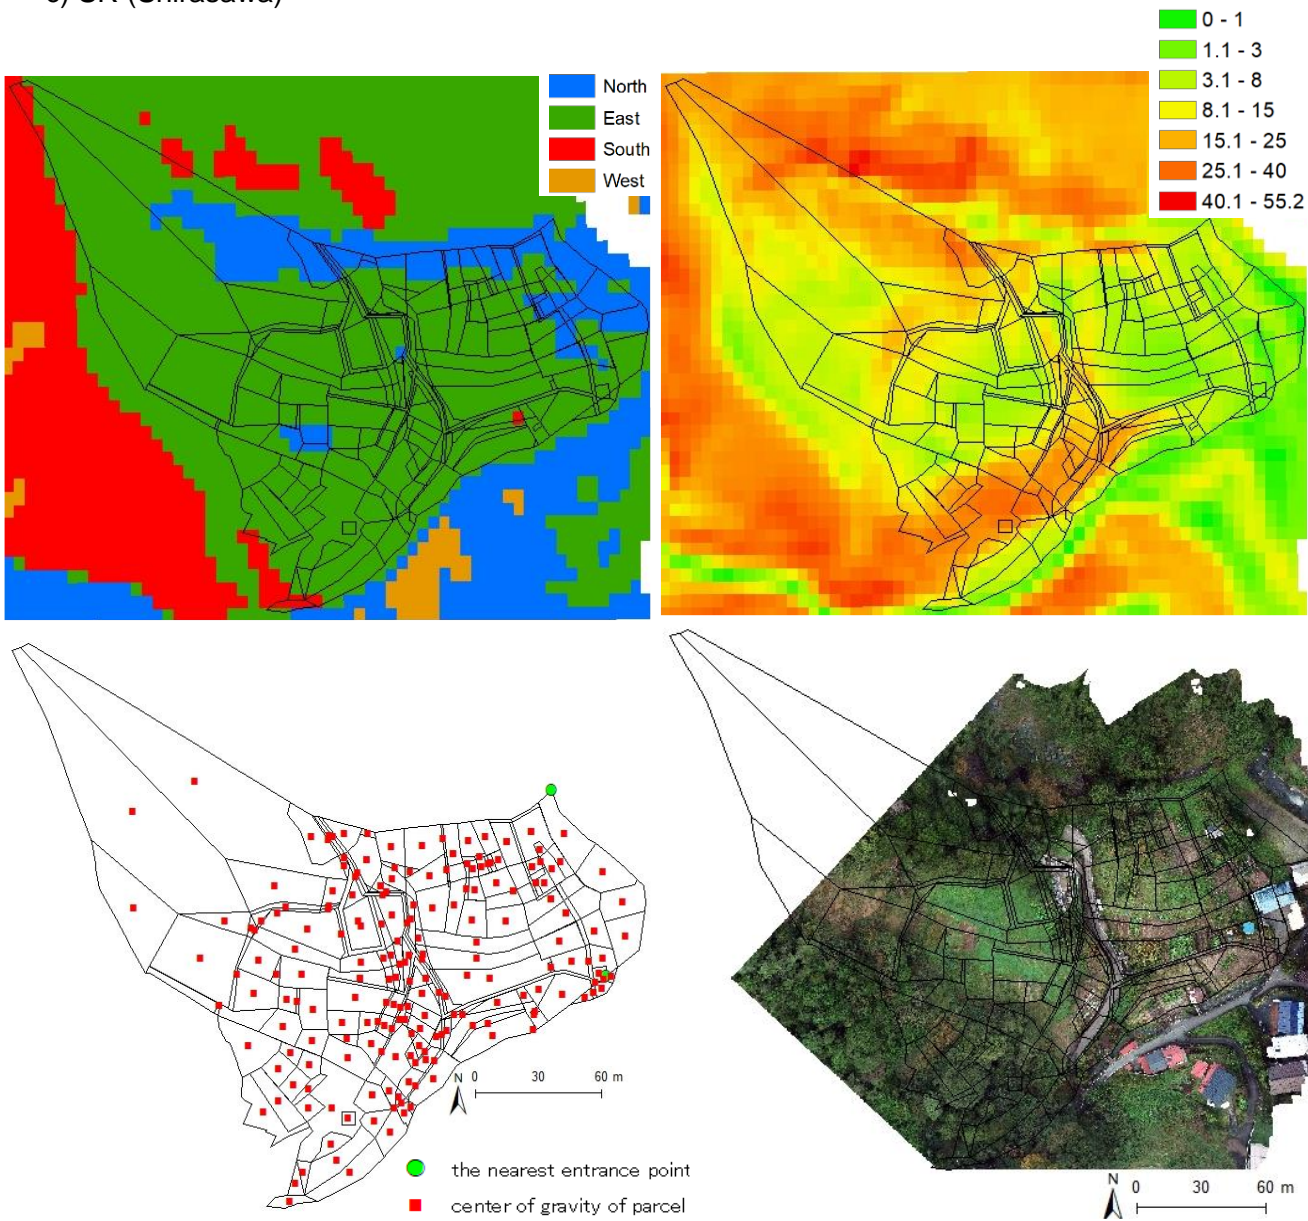 0 - 1
1.1 - 3
3.1 - 8
8.1 - 15
15.1 - 25
25.1 - 40
40.1 - 55.2
North
East
South
West
N 0 30 60 m
the nearest entrance point
center of gravity of parcel
N 0 30 60 m